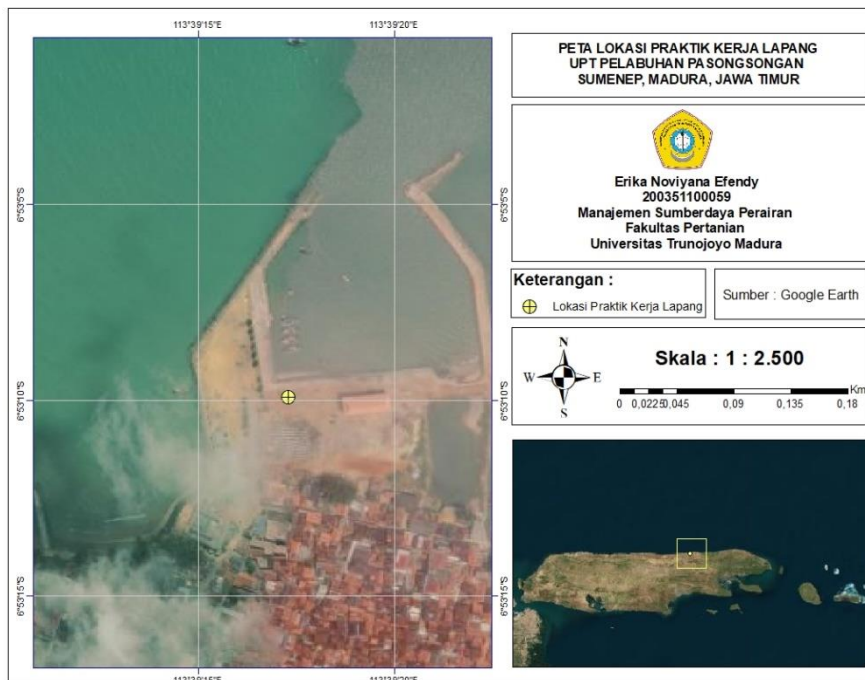 113°39'15"E
113°39'20"E
6°53'5"S
6°53'5"S
6°53'10"S
6°53'10"S
6°53'15"S
6°53'15"S
113°39'15"E
113°39'20"E
PETA LOKASI PRAKTIK KERJA LAPANG
UPT PELABUHAN PASONGSONGAN
SUMENEP, MADURA, JAWA TIMUR
Erika Noviyana Efendy
200351100059
Manajemen Sumberdaya Perairan
Fakultas Pertanian
Universitas Trunojoyo Madura
Keterangan :
Lokasi Praktik Kerja Lapang
Sumber : Google Earth
N
W E
S
Skala : 1 : 2.500
Km
0 0,0225 0,045 0,09 0,135 0,18